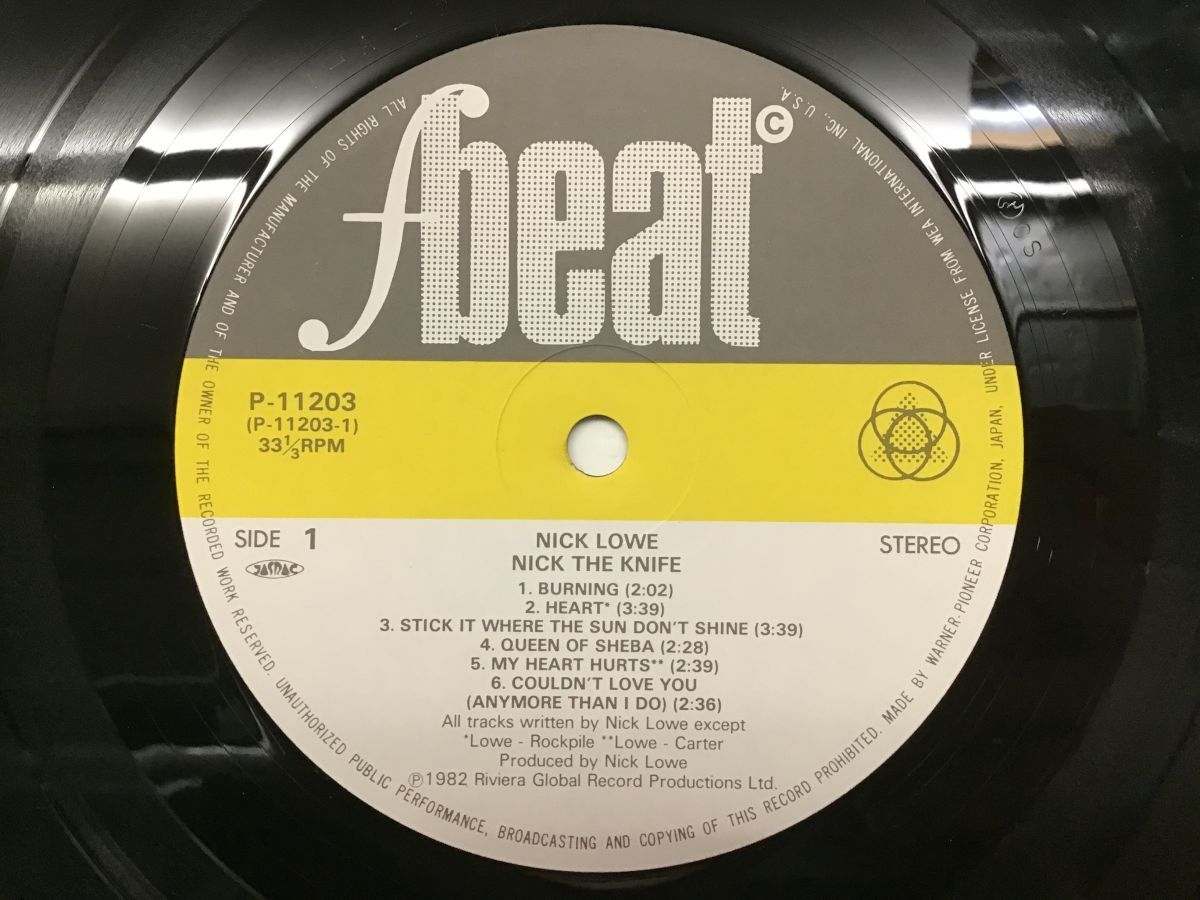 fbeat
©
P-11203
(P-11203-1)
33⅓RPM
SIDE 1
JASRAC
STEREO
NICK LOWE
NICK THE KNIFE
1. BURNING (2:02)
2. HEART* (3:39)
3. STICK IT WHERE THE SUN DON'T SHINE (3:39)
4. QUEEN OF SHEBA (2:28)
5. MY HEART HURTS** (2:39)
6. COULDN'T LOVE YOU
(ANYMORE THAN I DO) (2:36)
All tracks written by Nick Lowe except
*Lowe - Rockpile **Lowe - Carter
Produced by Nick Lowe
℗1982 Riviera Global Record Productions Ltd.
ALL RIGHTS OF THE MANUFACTURER AND OF THE OWNER OF THE RECORDED WORK RESERVED. UNAUTHORIZED PUBLIC PERFORMANCE, BROADCASTING AND COPYING OF THIS RECORD PROHIBITED. MADE BY WARNER-PIONEER CORPORATION, JAPAN, UNDER LICENSE FROM WEA INTERNATIONAL INC., U.S.A.